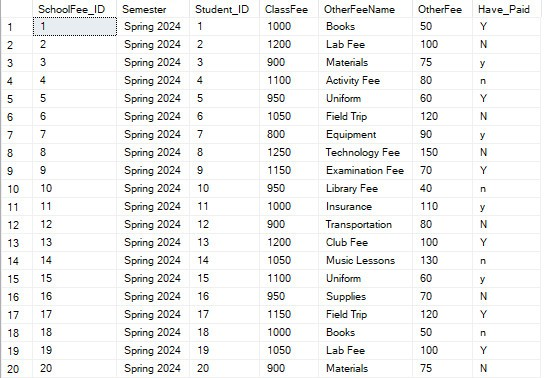 SchoolFee_ID Semester Student_ID ClassFee OtherFeeName OtherFee Have_Paid
1 1 Spring 2024 1 1000 Books 50 Y
2 2 Spring 2024 2 1200 Lab Fee 100 N
3 3 Spring 2024 3 900 Materials 75 y
4 4 Spring 2024 4 1100 Activity Fee 80 n
5 5 Spring 2024 5 950 Uniform 60 Y
6 6 Spring 2024 6 1050 Field Trip 120 N
7 7 Spring 2024 7 800 Equipment 90 y
8 8 Spring 2024 8 1250 Technology Fee 150 N
9 9 Spring 2024 9 1150 Examination Fee 70 Y
10 10 Spring 2024 10 950 Library Fee 40 n
11 11 Spring 2024 11 1000 Insurance 110 y
12 12 Spring 2024 12 900 Transportation 80 N
13 13 Spring 2024 13 1200 Club Fee 100 Y
14 14 Spring 2024 14 1050 Music Lessons 130 n
15 15 Spring 2024 15 1100 Uniform 60 y
16 16 Spring 2024 16 950 Supplies 70 N
17 17 Spring 2024 17 1150 Field Trip 120 Y
18 18 Spring 2024 18 1000 Books 50 n
19 19 Spring 2024 19 1050 Lab Fee 100 Y
20 20 Spring 2024 20 900 Materials 75 N